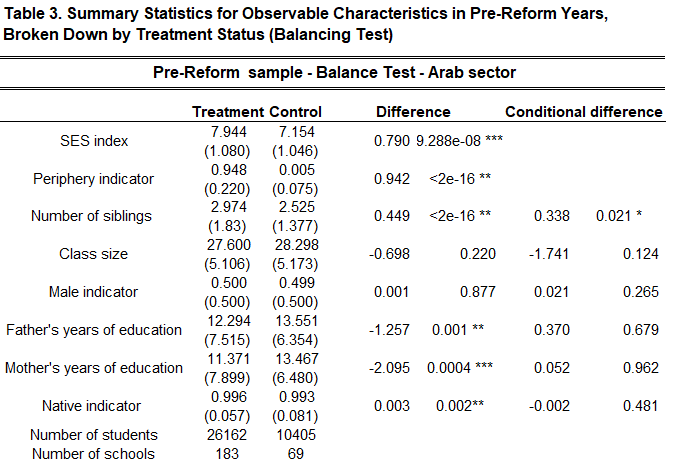 Table 3. Summary Statistics for Observable Characteristics in Pre-Reform Years,
Broken Down by Treatment Status (Balancing Test)
Pre-Reform sample - Balance Test - Arab sector
Treatment Control Difference Conditional difference
SES index 7.944 7.154 0.790 9.288e-08 ***
(1.080) (1.046)
Periphery indicator 0.948 0.005 0.942 <2e-16 **
(0.220) (0.075)
Number of siblings 2.974 2.525 0.449 <2e-16 ** 0.338 0.021 *
(1.83) (1.377)
Class size 27.600 28.298 -0.698 0.220 -1.741 0.124
(5.106) (5.173)
Male indicator 0.500 0.499 0.001 0.877 0.021 0.265
(0.500) (0.500)
Father's years of education 12.294 13.551 -1.257 0.001 ** 0.370 0.679
(7.515) (6.354)
Mother's years of education 11.371 13.467 -2.095 0.0004 *** 0.052 0.962
(7.899) (6.480)
Native indicator 0.996 0.993 0.003 0.002** -0.002 0.481
(0.057) (0.081)
Number of students 26162 10405
Number of schools 183 69